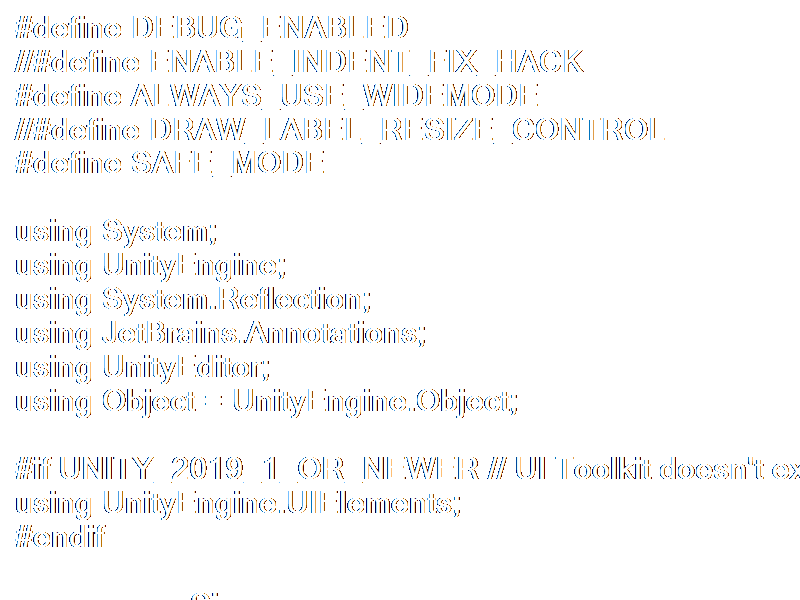 #define DEBUG_ENABLED
//#define ENABLE_INDENT_FIX_HACK
#define ALWAYS_USE_WIDEMODE
//#define DRAW_LABEL_RESIZE_CONTROL
#define SAFE_MODE
using System;
using UnityEngine;
using System.Reflection;
using JetBrains.Annotations;
using UnityEditor;
using Object = UnityEngine.Object;
#if UNITY_2019_1_OR_NEWER // UI Toolkit doesn't ex
using UnityEngine.UIElements;
#endif